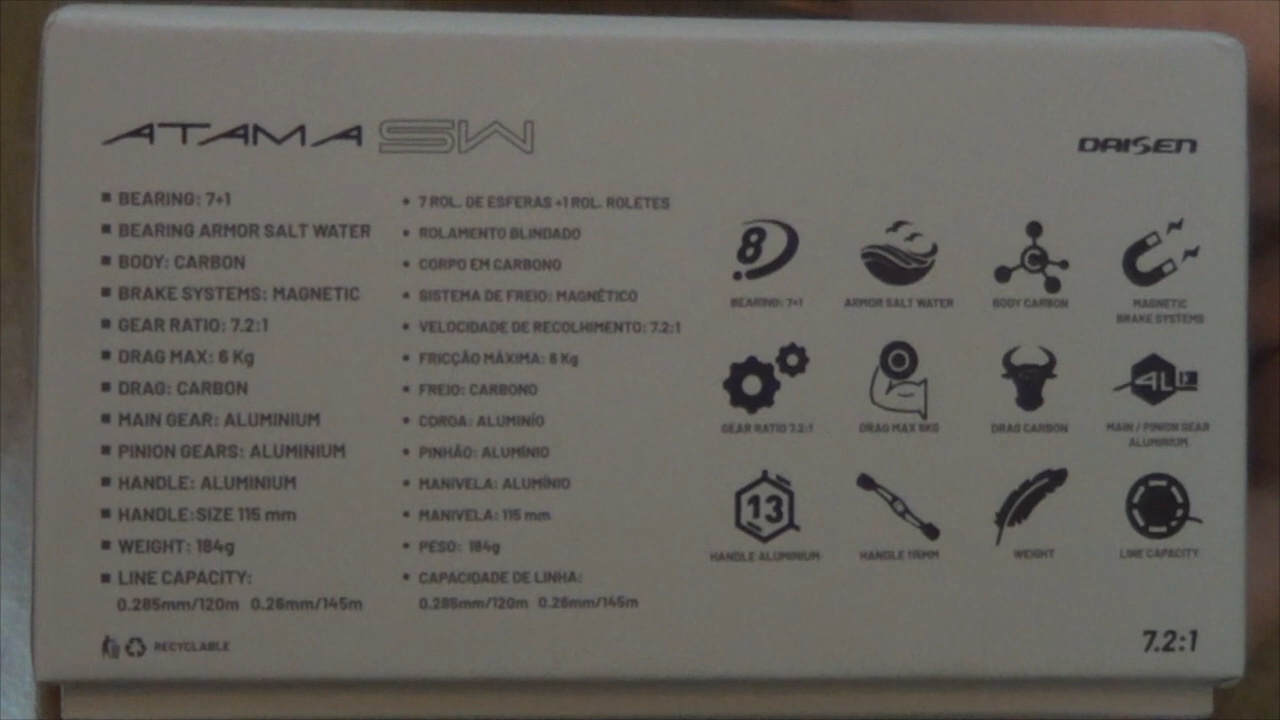 ATAMA SW
DAISEN
BEARING: 7+1
BEARING ARMOR SALT WATER
BODY: CARBON
BRAKE SYSTEMS: MAGNETIC
GEAR RATIO: 7.2:1
DRAG MAX: 6 Kg
DRAG: CARBON
MAIN GEAR: ALUMINIUM
PINION GEARS: ALUMINIUM
HANDLE: ALUMINIUM
HANDLE:SIZE 115 mm
WEIGHT: 184g
LINE CAPACITY:
0.285mm/120m 0.26mm/145m
7 ROL. DE ESFERAS +1 ROL. ROLETES
ROLAMENTO BLINDADO
CORPO EM CARBONO
SISTEMA DE FREIO: MAGNÉTICO
VELOCIDADE DE RECOLHIMENTO: 7.2:1
FRICÇÃO MÁXIMA: 6 Kg
FREIO: CARBONO
COROA: ALUMINÍO
PINHÃO: ALUMÍNIO
MANIVELA: ALUMÍNIO
MANIVELA: 115 mm
PESO: 184g
CAPACIDADE DE LINHA:
0.285mm/120m 0.26mm/145m
8
BEARING: 7+1
ARMOR SALT WATER
C
BODY CARBON
MAGNETIC
BRAKE SYSTEMS
GEAR RATIO 7.2:1
DRAG MAX 6KG
DRAG CARBON
MAIN / PINION GEAR
ALUMINIUM
13
HANDLE ALUMINIUM
HANDLE 115MM
WEIGHT
LINE CAPACITY
RECYCLABLE
7.2:1